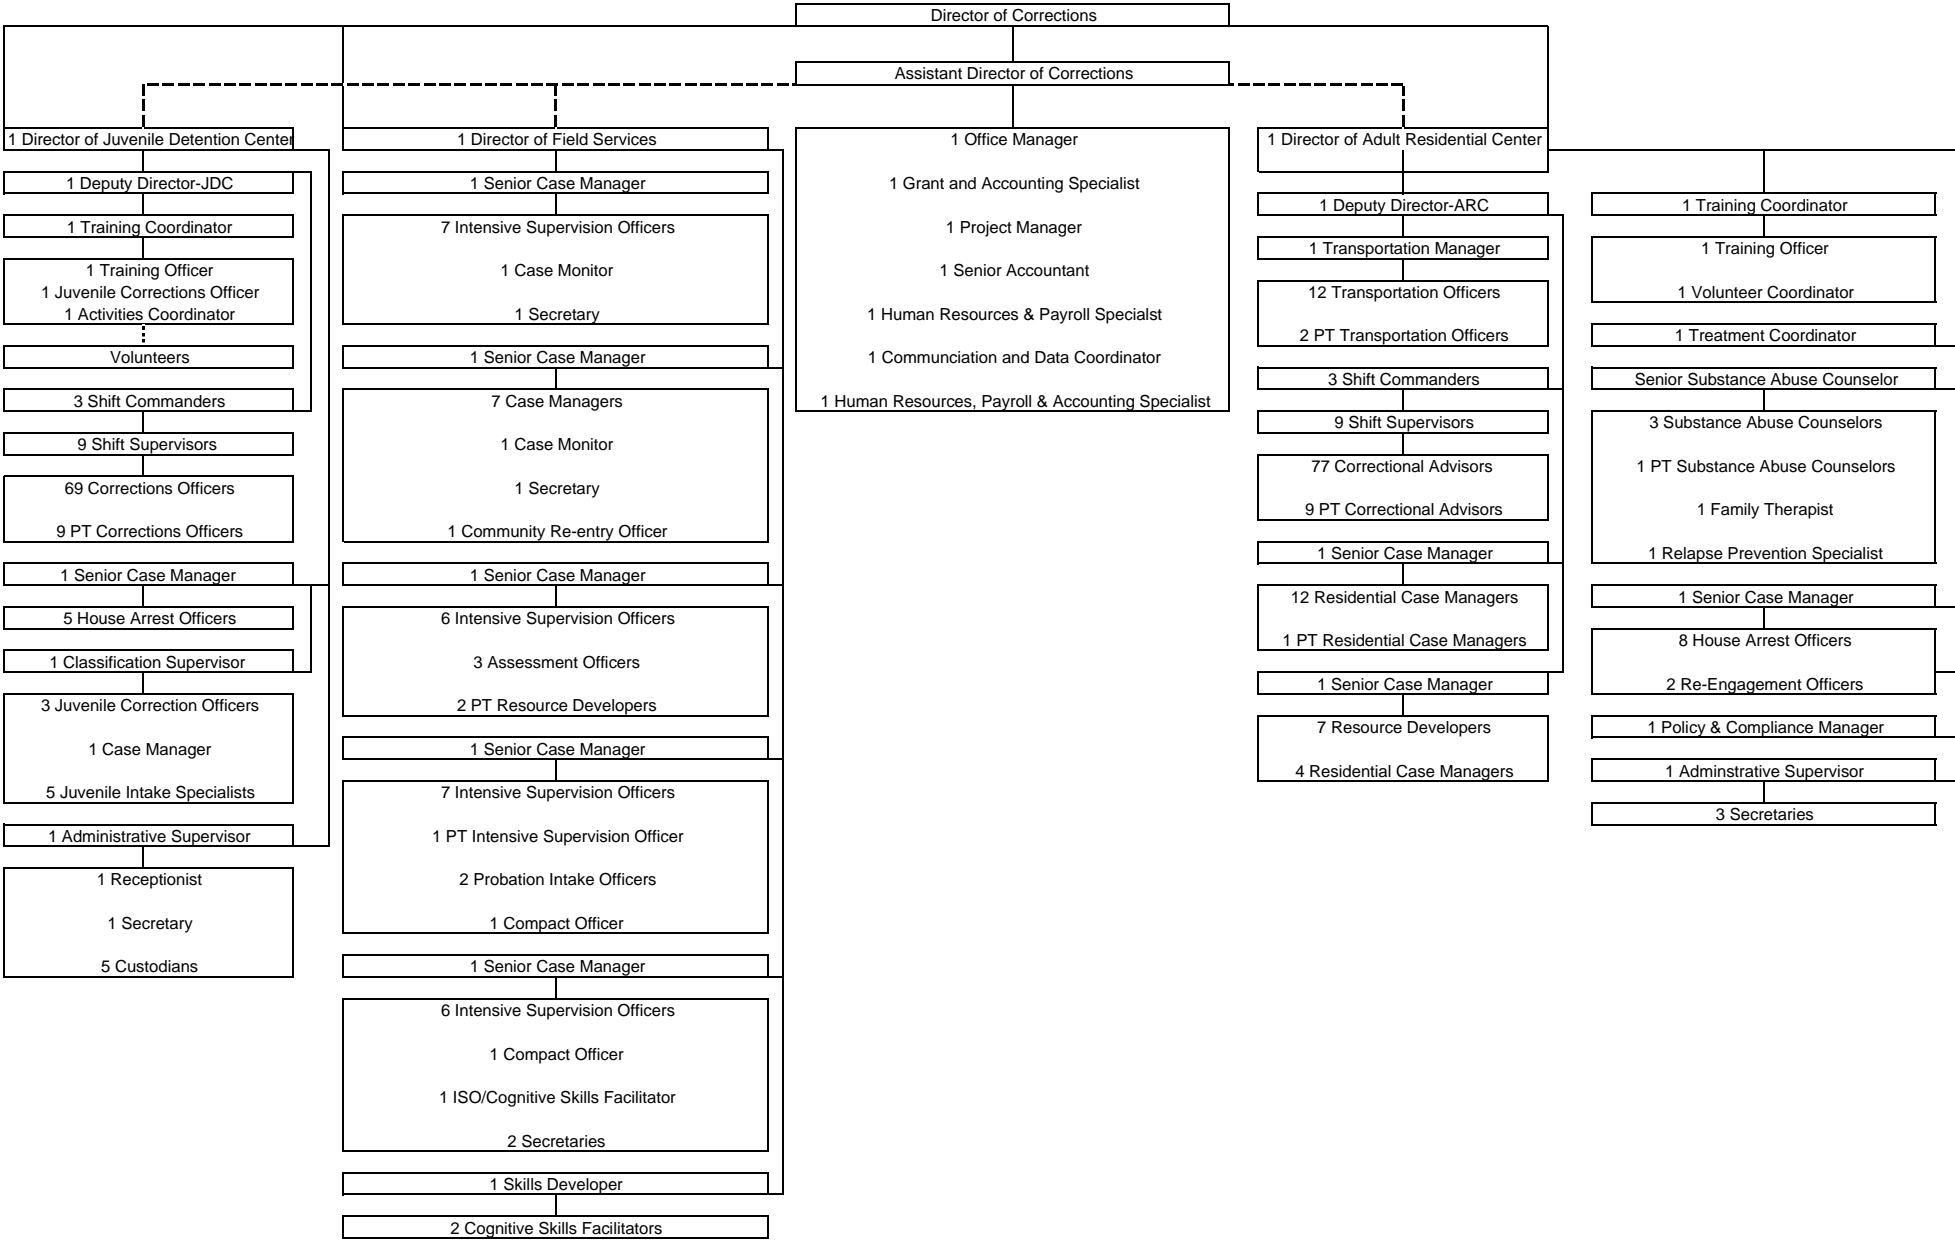 Director of Corrections
Assistant Director of Corrections
1 Director of Juvenile Detention Center
1 Deputy Director-JDC
1 Training Coordinator
1 Training Officer
1 Juvenile Corrections Officer
1 Activities Coordinator
Volunteers
3 Shift Commanders
9 Shift Supervisors
69 Corrections Officers
9 PT Corrections Officers
1 Senior Case Manager
5 House Arrest Officers
1 Classification Supervisor
3 Juvenile Correction Officers
1 Case Manager
5 Juvenile Intake Specialists
1 Administrative Supervisor
1 Receptionist
1 Secretary
5 Custodians
1 Director of Field Services
1 Senior Case Manager
7 Intensive Supervision Officers
1 Case Monitor
1 Secretary
1 Senior Case Manager
7 Case Managers
1 Case Monitor
1 Secretary
1 Community Re-entry Officer
1 Senior Case Manager
6 Intensive Supervision Officers
3 Assessment Officers
2 PT Resource Developers
1 Senior Case Manager
7 Intensive Supervision Officers
1 PT Intensive Supervision Officer
2 Probation Intake Officers
1 Compact Officer
1 Senior Case Manager
6 Intensive Supervision Officers
1 Compact Officer
1 ISO/Cognitive Skills Facilitator
2 Secretaries
1 Skills Developer
2 Cognitive Skills Facilitators
1 Office Manager
1 Grant and Accounting Specialist
1 Project Manager
1 Senior Accountant
1 Human Resources & Payroll Specialst
1 Communciation and Data Coordinator
1 Human Resources, Payroll & Accounting Specialist
1 Director of Adult Residential Center
1 Deputy Director-ARC
1 Transportation Manager
12 Transportation Officers
2 PT Transportation Officers
3 Shift Commanders
9 Shift Supervisors
77 Correctional Advisors
9 PT Correctional Advisors
1 Senior Case Manager
12 Residential Case Managers
1 PT Residential Case Managers
1 Senior Case Manager
7 Resource Developers
4 Residential Case Managers
1 Training Coordinator
1 Training Officer
1 Volunteer Coordinator
1 Treatment Coordinator
Senior Substance Abuse Counselor
3 Substance Abuse Counselors
1 PT Substance Abuse Counselors
1 Family Therapist
1 Relapse Prevention Specialist
1 Senior Case Manager
8 House Arrest Officers
2 Re-Engagement Officers
1 Policy & Compliance Manager
1 Adminstrative Supervisor
3 Secretaries